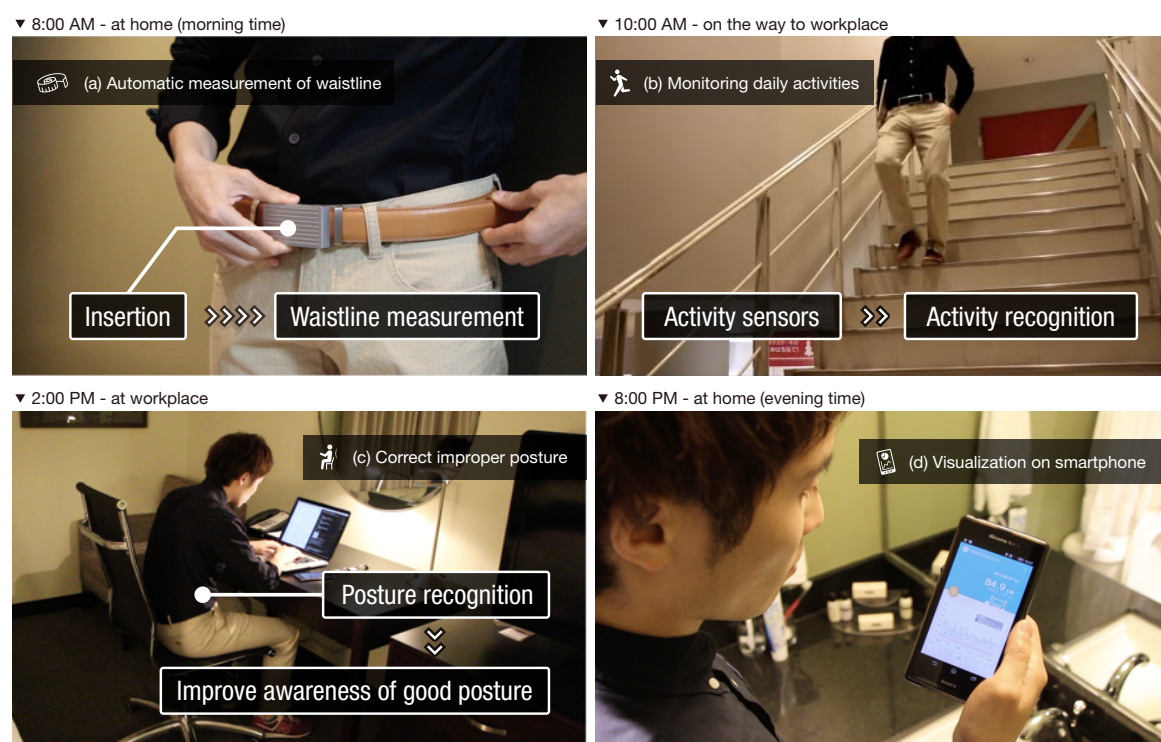 ▼ 8:00 AM - at home (morning time)
(a) Automatic measurement of waistline
Insertion
Waistline measurement
▼ 10:00 AM - on the way to workplace
(b) Monitoring daily activities
Activity sensors
Activity recognition
▼ 2:00 PM - at workplace
(c) Correct improper posture
Posture recognition
Improve awareness of good posture
▼ 8:00 PM - at home (evening time)
(d) Visualization on smartphone
84.9